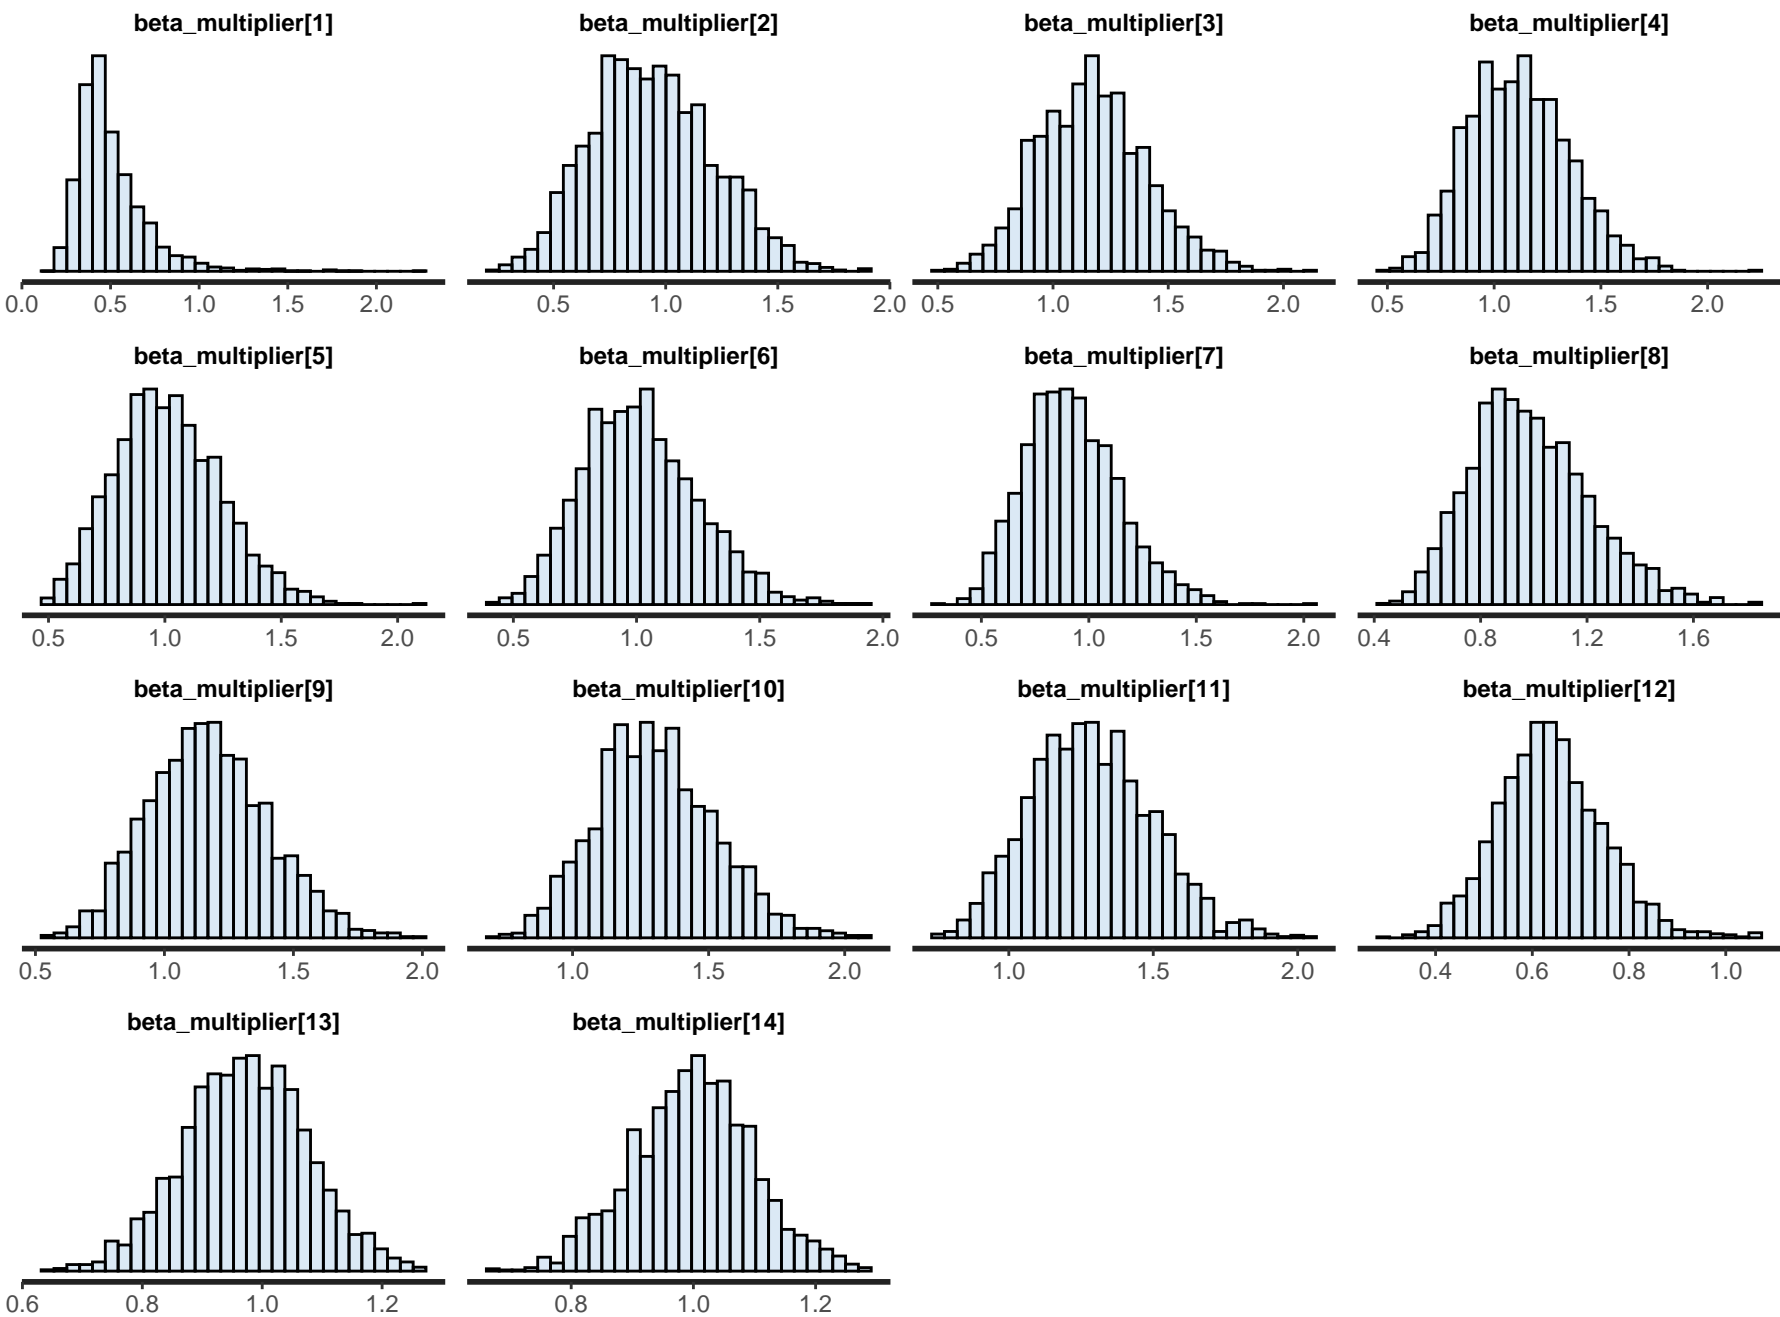 beta_multiplier[1] beta_multiplier[2] beta_multiplier[3] beta_multiplier[4]
0.0 0.5 1.0 1.5 2.0 0.5 1.0 1.5 2.0 0.5 1.0 1.5 2.0 0.5 1.0 1.5 2.0
beta_multiplier[5] beta_multiplier[6] beta_multiplier[7] beta_multiplier[8]
0.5 1.0 1.5 2.0 0.5 1.0 1.5 2.0 0.5 1.0 1.5 2.0 0.4 0.8 1.2 1.6
beta_multiplier[9] beta_multiplier[10] beta_multiplier[11] beta_multiplier[12]
0.5 1.0 1.5 2.0 1.0 1.5 2.0 1.0 1.5 2.0 0.4 0.6 0.8 1.0
beta_multiplier[13] beta_multiplier[14]
0.6 0.8 1.0 1.2 0.8 1.0 1.2